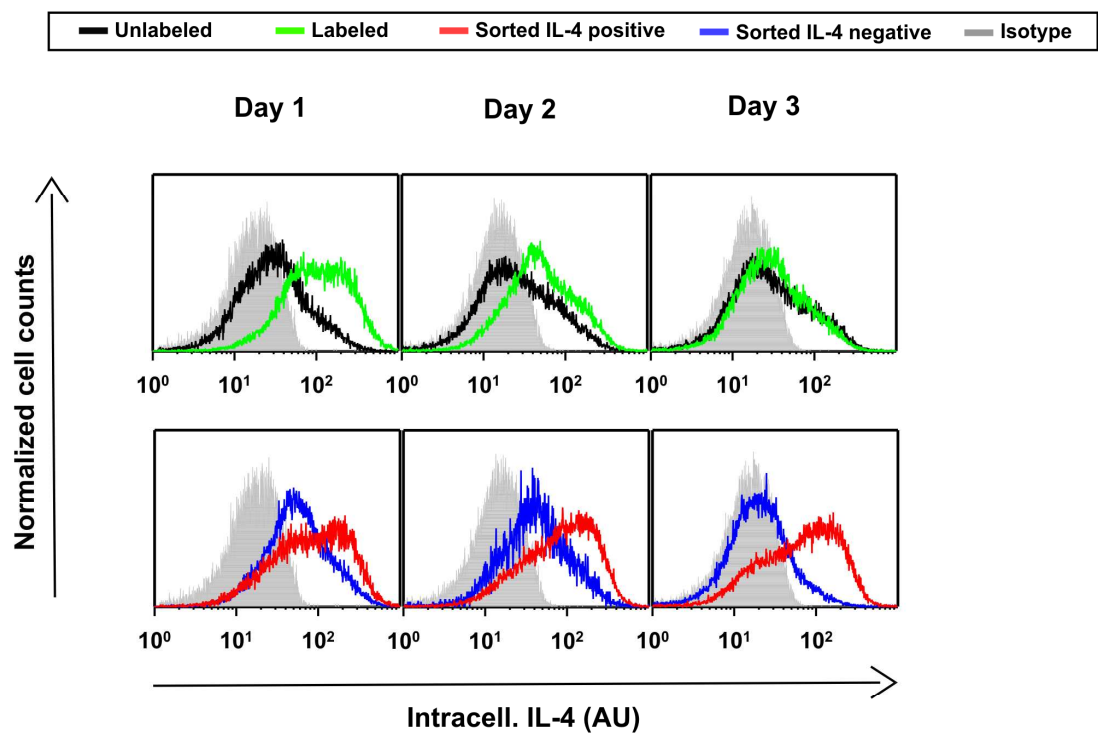 Unlabeled Labeled Sorted IL-4 positive Sorted IL-4 negative Isotype
Day 1 Day 2 Day 3
Normalized cell counts
10⁰ 10¹ 10² 10⁰ 10¹ 10² 10⁰ 10¹ 10²
10⁰ 10¹ 10² 10⁰ 10¹ 10² 10⁰ 10¹ 10²
Intracell. IL-4 (AU)